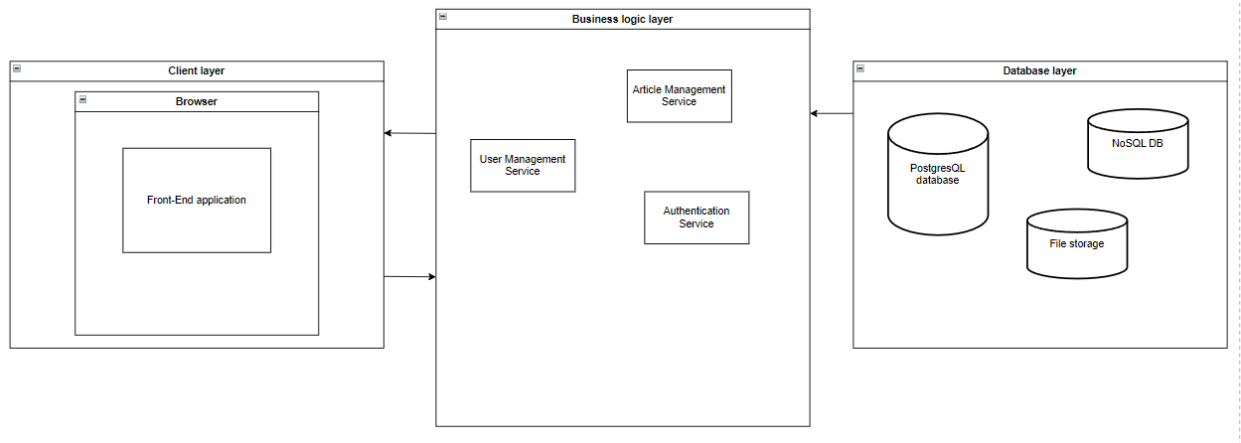 Business logic layer
Client layer
Browser
Front-End application
Article Management
Service
User Management
Service
Authentication
Service
Database layer
PostgresQL
database
NoSQL DB
File storage